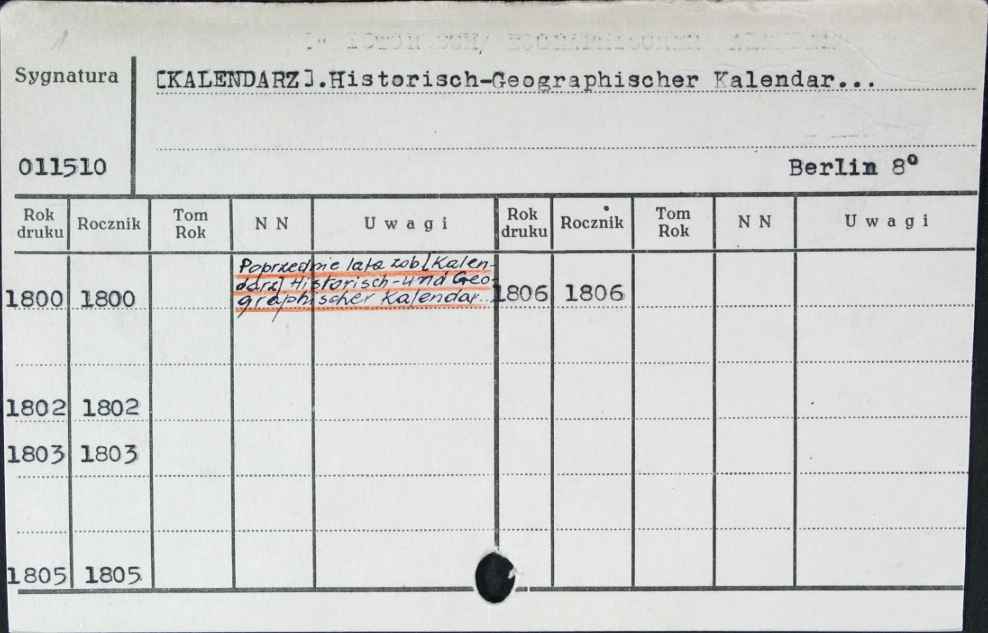 Sygnatura
[KALENDARZ].Historisch-Geographischer Kalendar...
011510
Berlin 8º
Rok druku Rocznik Tom Rok N N U w a g i Rok druku Rocznik Tom Rok N N U w a g i
Poprzednie lata zob [Kalen-
darz] Historisch-und Geo-
graphischer Kalendar...
1800 1800 1806 1806
1802 1802
1803 1803
1805 1805